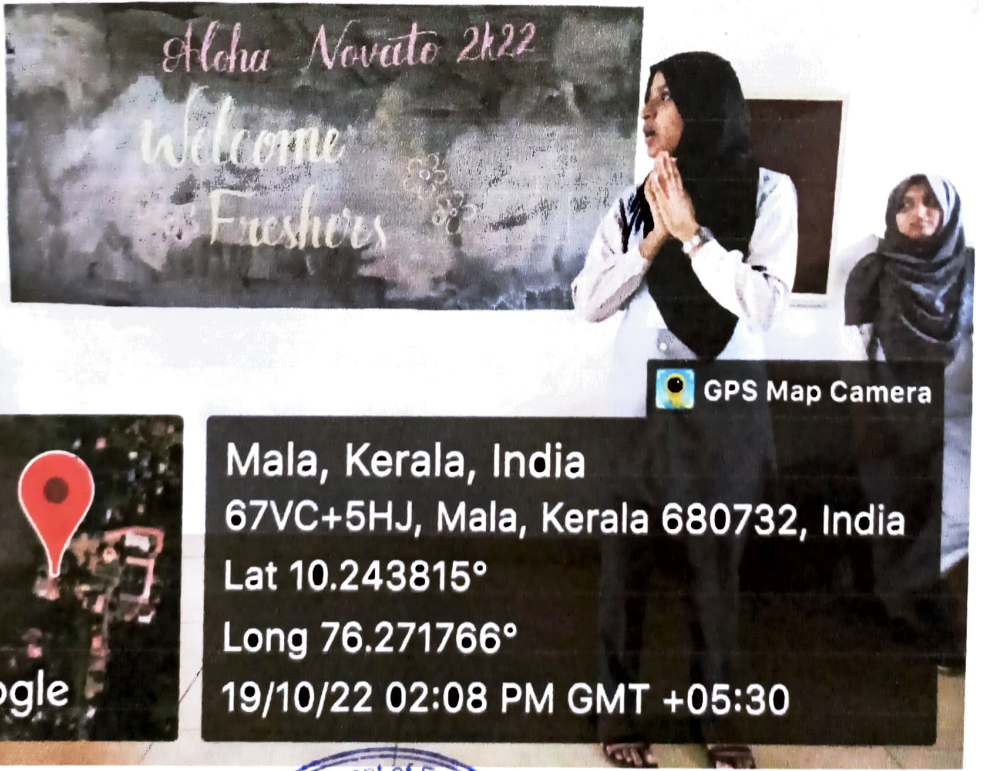 Aloha Novato 2k22
Welcome
Freshers
GPS Map Camera
Mala, Kerala, India
67VC+5HJ, Mala, Kerala 680732, India
Lat 10.243815°
Long 76.271766°
19/10/22 02:08 PM GMT +05:30
ogle